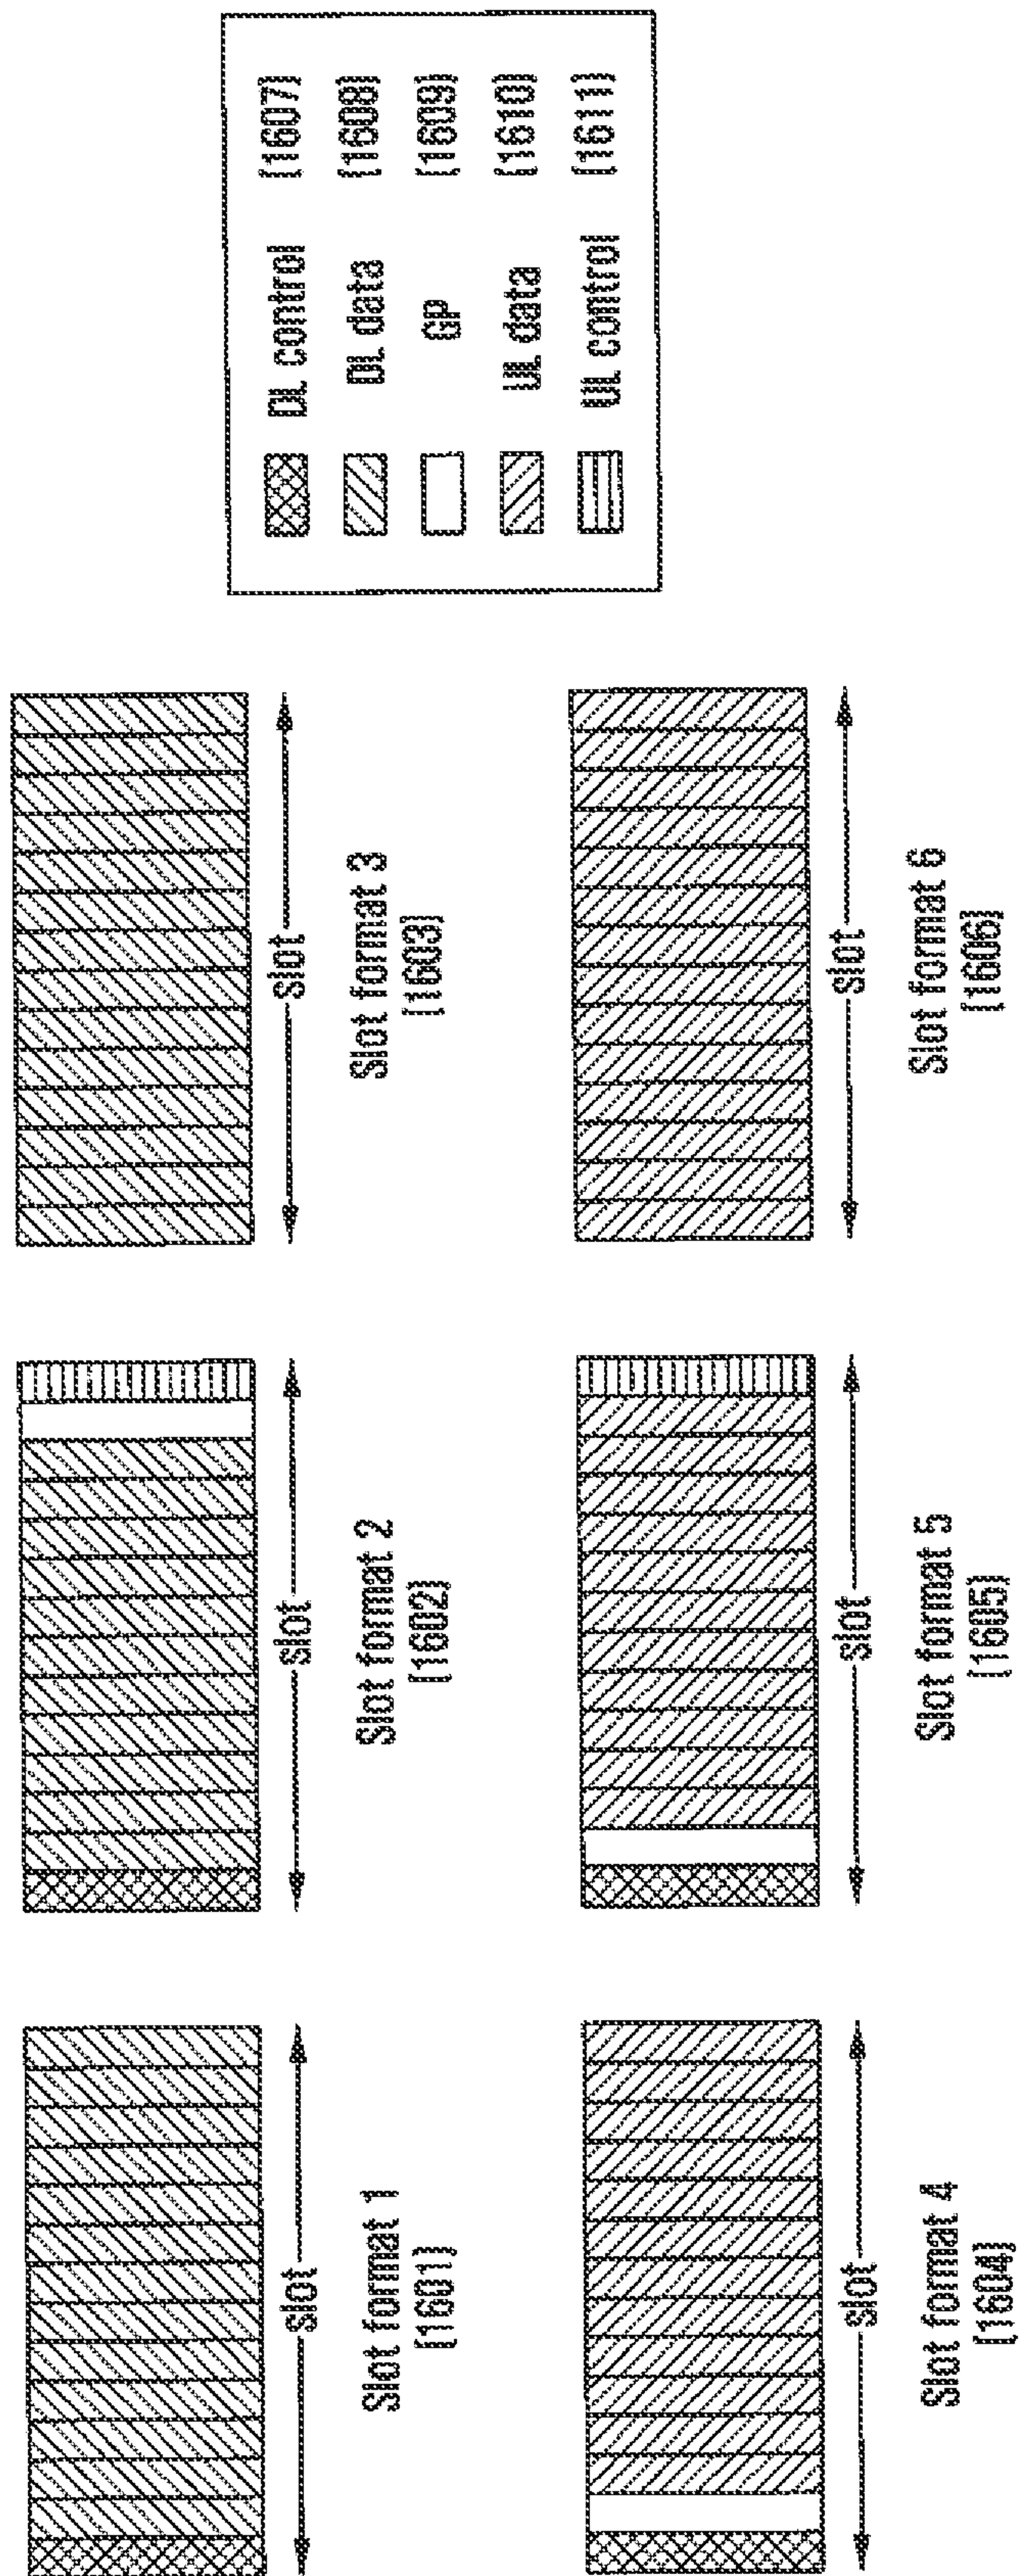 Slot
Slot format 1
[1601]
Slot
Slot format 2
[1602]
Slot
Slot format 3
[1603]
Slot
Slot format 4
[1604]
Slot
Slot format 5
[1605]
Slot
Slot format 6
[1606]
DL control [1607]
DL data [1608]
GP [1609]
UL data [1610]
UL control [1611]